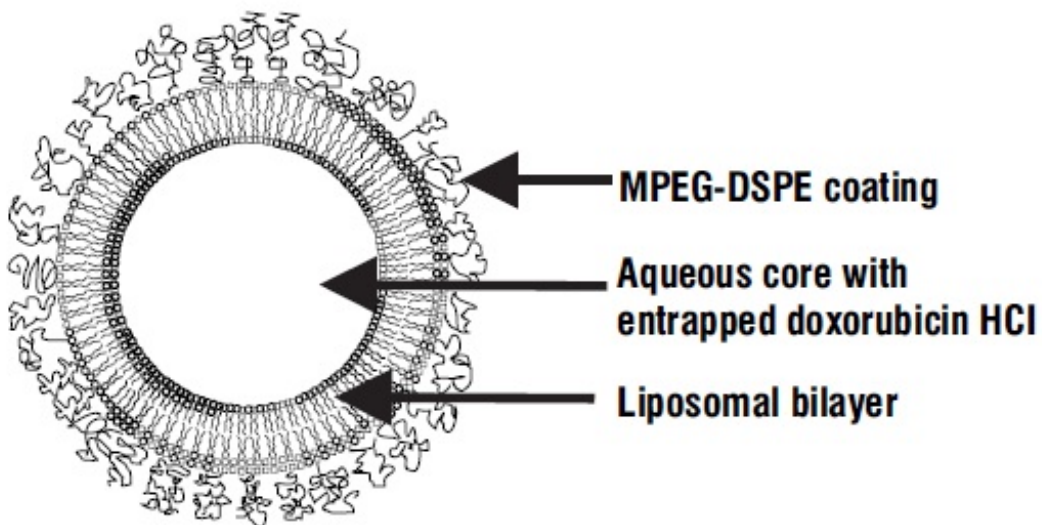 MPEG-DSPE coating
Aqueous core with
entrapped doxorubicin HCl
Liposomal bilayer